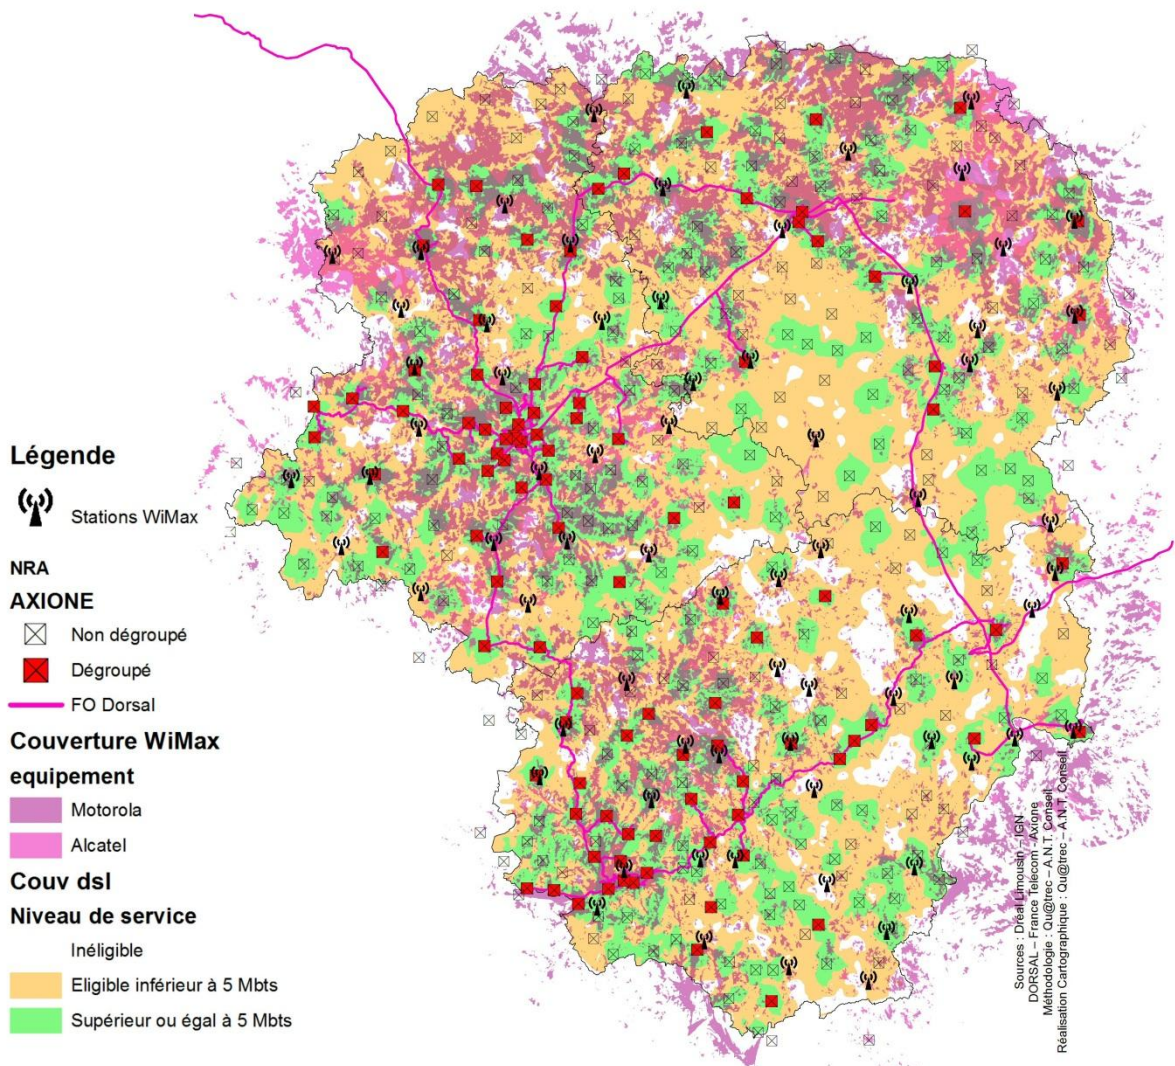 Légende
Stations WiMax
NRA
AXIONE
Non dégroupé
Dégroupé
FO Dorsal
Couverture WiMax
equipement
Motorola
Alcatel
Couv dsl
Niveau de service
Inéligible
Eligible inférieur à 5 Mbts
Supérieur ou égal à 5 Mbts
Sources : Dréal Limousin – IGN
DORSAL – France Telecom - Axione
Méthodologie : Qu@trec – A.N.T. Conseil
Réalisation Cartographique : Qu@trec – A.N.T. Conseil